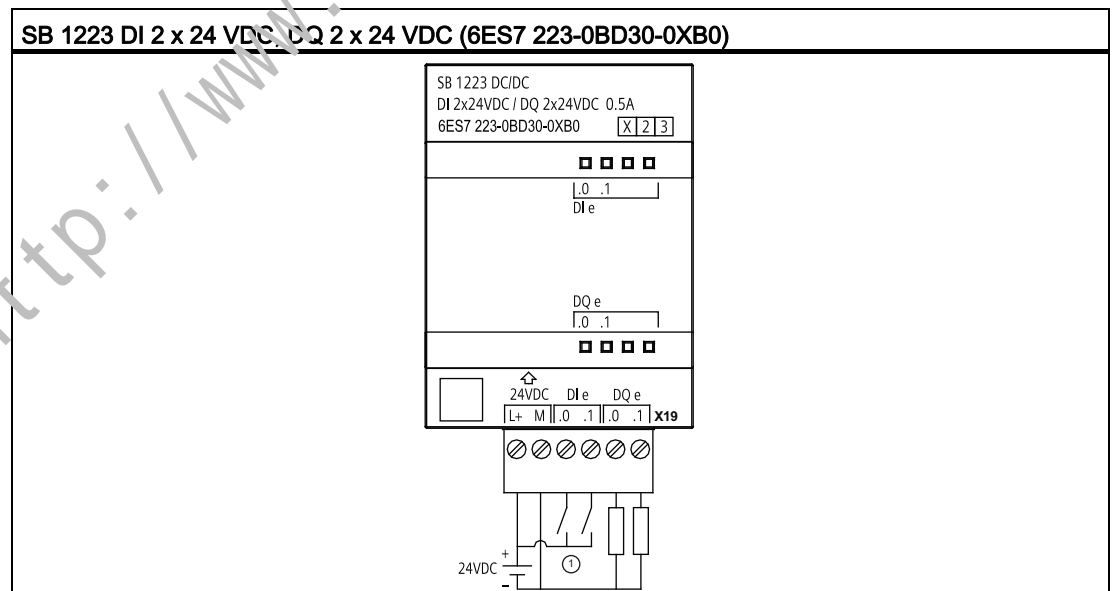 SB 1223 DI 2 x 24 VDC, DQ 2 x 24 VDC (6ES7 223-0BD30-0XB0)
http://www.
SB 1223 DC/DC
DI 2x24VDC / DQ 2x24VDC 0.5A
6ES7 223-0BD30-0XB0 X 2 3
.0 .1
DI e
DQ e
.0 .1
24VDC DI e DQ e
L+ M .0 .1 .0 .1 X19
+
24VDC
-
①